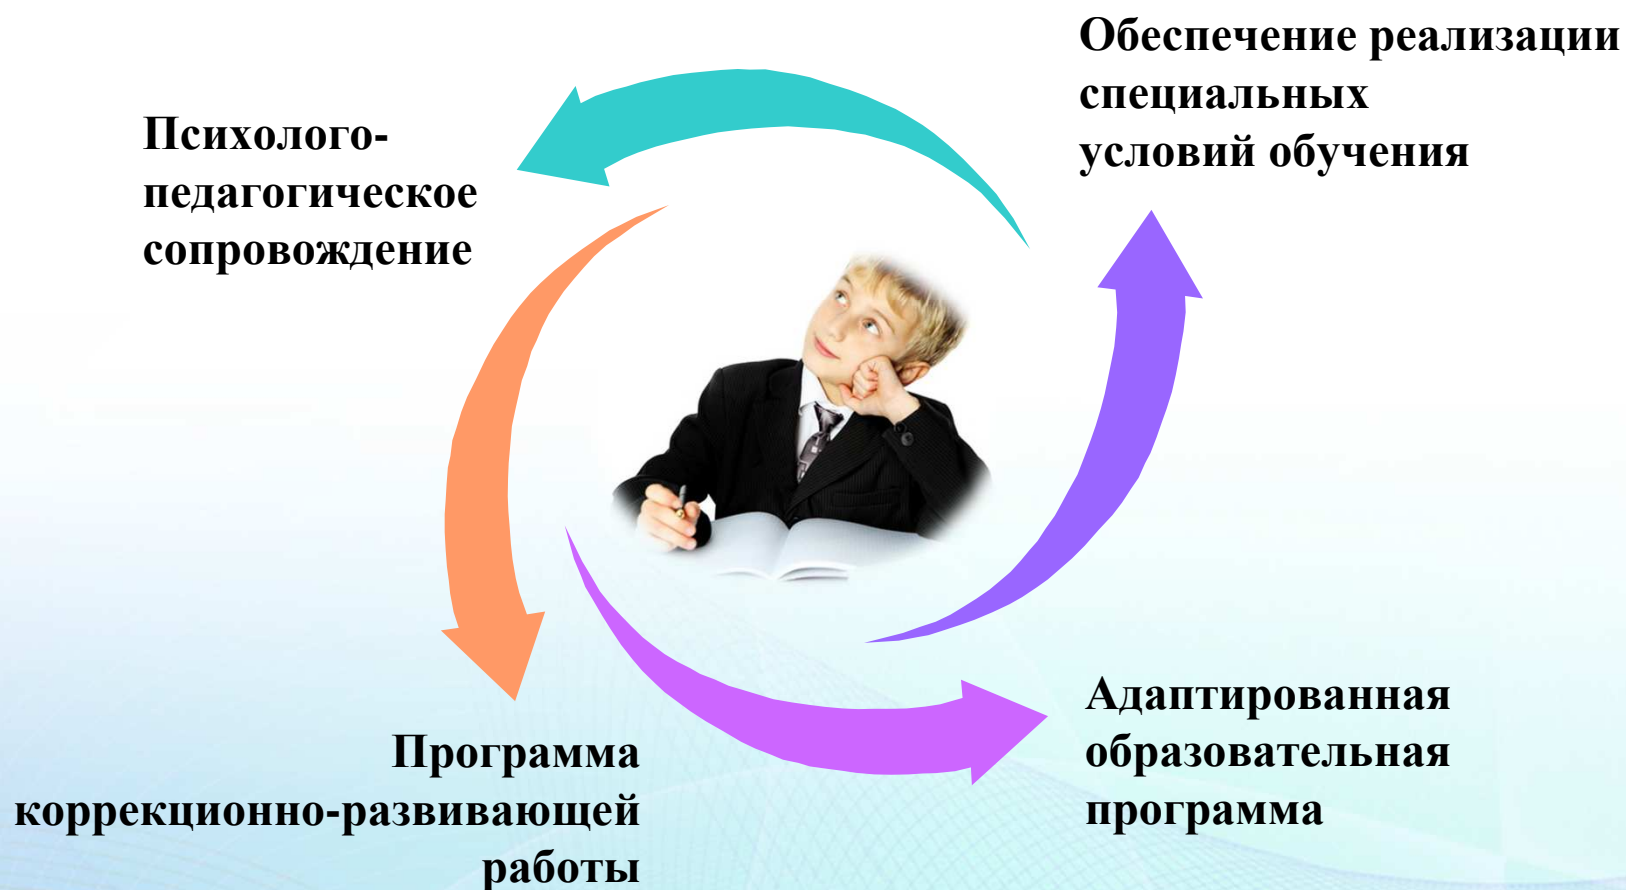 Обеспечение реализации
специальных
условий обучения
Психолого-
педагогическое
сопровождение
Программа
коррекционно-развивающей
работы
Адаптированная
образовательная
программа